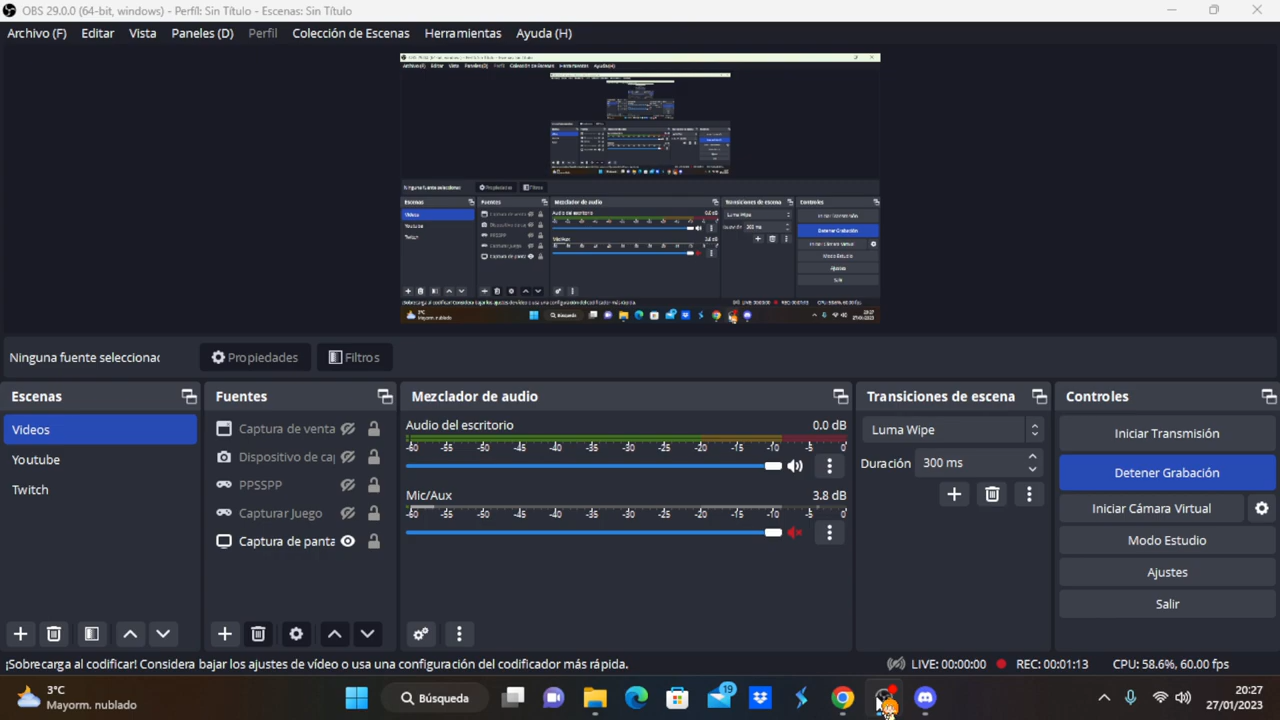 OBS 29.0.0 (64-bit, windows) - Perfil: Sin Título - Escenas: Sin Título
Archivo (F) Editar Vista Paneles (D) Perfil Colección de Escenas Herramientas Ayuda (H)
Ninguna fuente seleccionac Propiedades Filtros
Escenas Fuentes Mezclador de audio Transiciones de escena Controles
Videos
Youtube
Twitch
Captura de venta
Dispositivo de cap
PPSSPP
Capturar Juego
Captura de panta
Audio del escritorio 0.0 dB
-60 -55 -50 -45 -40 -35 -30 -25 -20 -15 -10 -5 0
Mic/Aux 3.8 dB
-60 -55 -50 -45 -40 -35 -30 -25 -20 -15 -10 -5 0
Luma Wipe
Duración 300 ms
Iniciar Transmisión
Detener Grabación
Iniciar Cámara Virtual
Modo Estudio
Ajustes
Salir
¡Sobrecarga al codificar! Considera bajar los ajustes de vídeo o usa una configuración del codificador más rápida. LIVE: 00:00:00 REC: 00:01:13 CPU: 58.6%, 60.00 fps
3°C
Mayorm. nublado
Búsqueda
19
20:27
27/01/2023